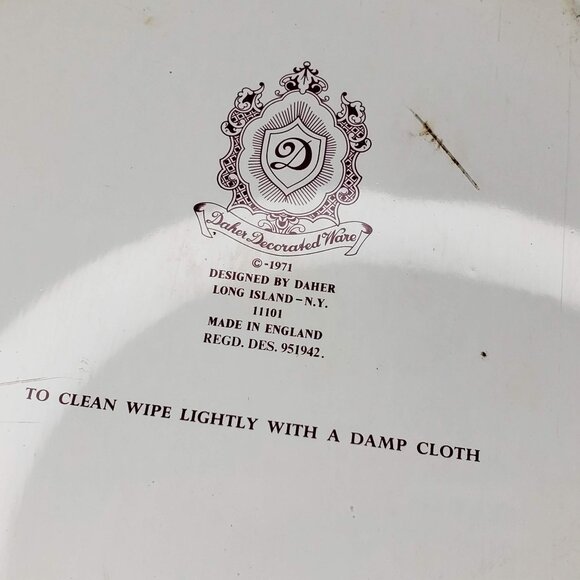 D
Daher Decorated Ware
©-1971
DESIGNED BY DAHER
LONG ISLAND-N.Y.
11101
MADE IN ENGLAND
REGD. DES. 951942.
TO CLEAN WIPE LIGHTLY WITH A DAMP CLOTH